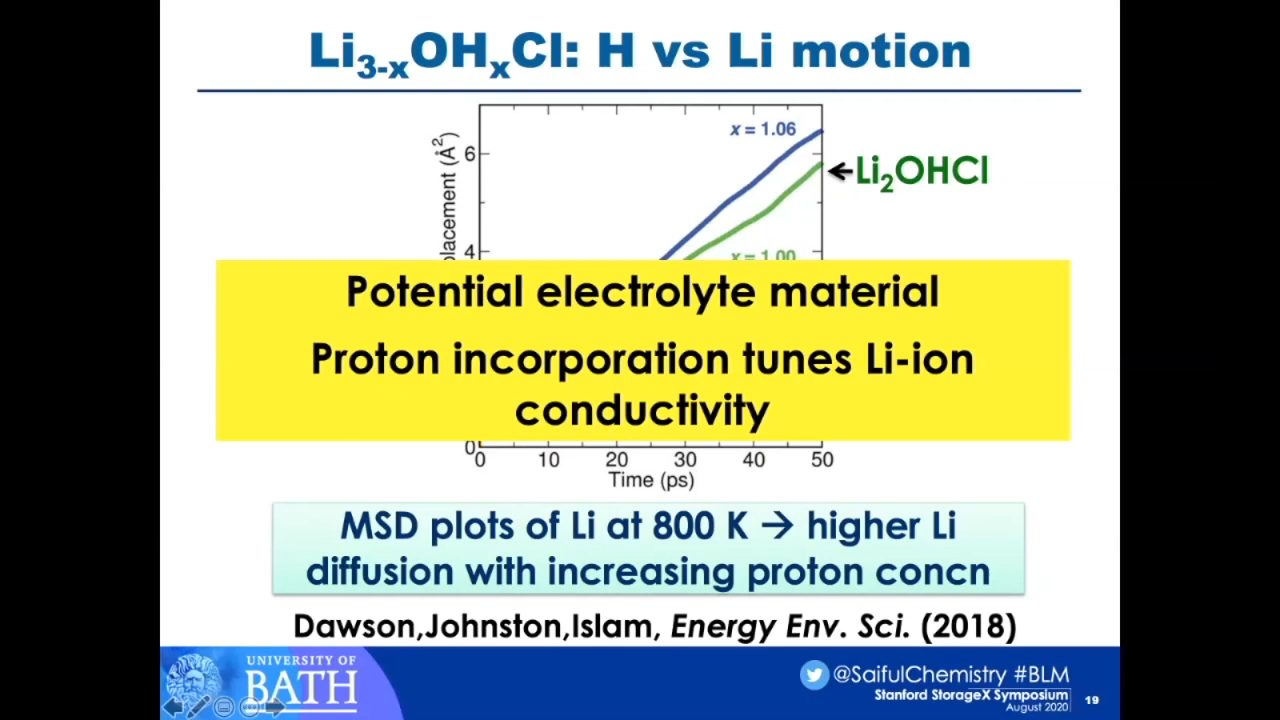 Li₃₋ₓOHₓCl: H vs Li motion
x = 1.06
6
Li₂OHCl
lacement (Å²)
4
x = 1.00
Potential electrolyte material
Proton incorporation tunes Li-ion
conductivity
0
0 10 20 30 40 50
Time (ps)
MSD plots of Li at 800 K → higher Li
diffusion with increasing proton concn
Dawson,Johnston,Islam, Energy Env. Sci. (2018)
UNIVERSITY OF
BATH
@SaifulChemistry #BLM
Stanford StorageX Symposium
August 2020
19